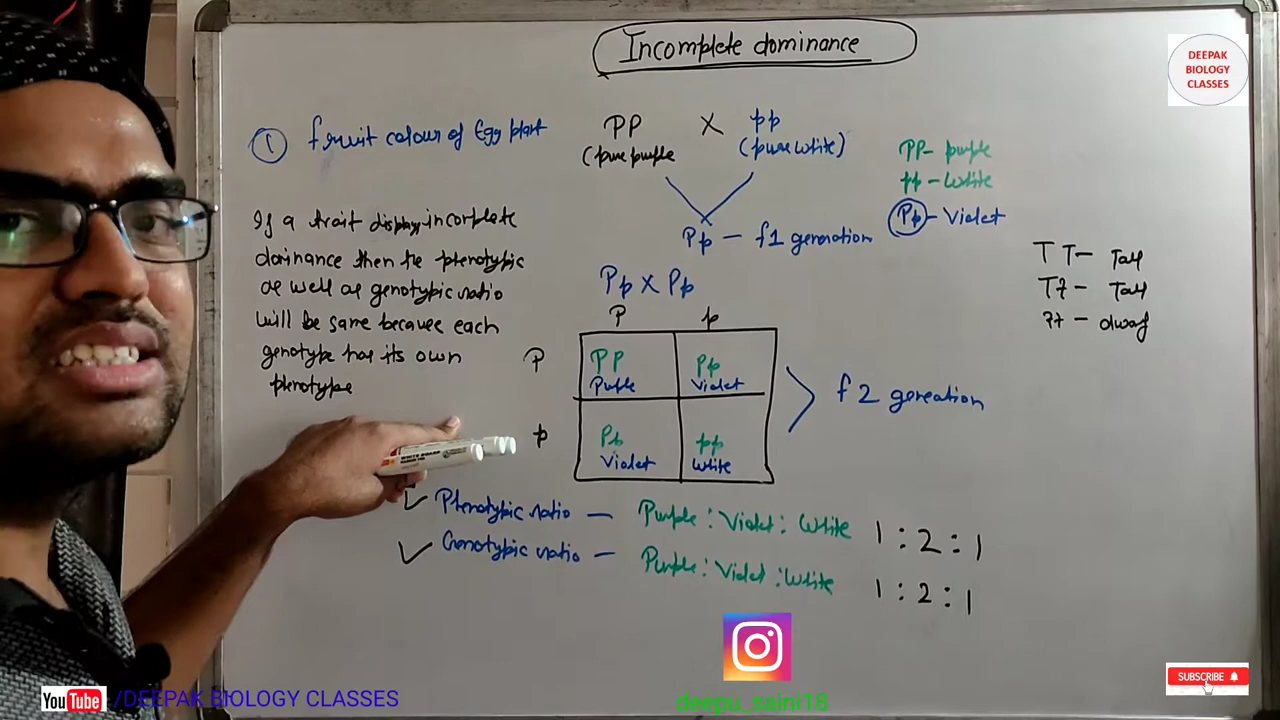 Incomplete dominance
DEEPAK
BIOLOGY
CLASSES
① fruit colour of Egg plant
PP X pp
(pure purple (pure white)
Pp - f1 generation
PP - purple
pp - white
Pp - Violet
TT - Tall
Tt - Tall
tt - dwarf
If a trait display incomplete
dominance then the phenotypic
as well as genotypic ratio
will be same because each
genotype has its own
phenotype
Pp X Pp
P p
P PP Pp
Purple Violet
p Pp pp
Violet white
f2 generation
✓ Phenotypic ratio - Purple : Violet : White 1 : 2 : 1
✓ Genotypic ratio - Purple : Violet : White 1 : 2 : 1
WHITE BOARD
YouTube /DEEPAK BIOLOGY CLASSES
deepu_saini18
SUBSCRIBE